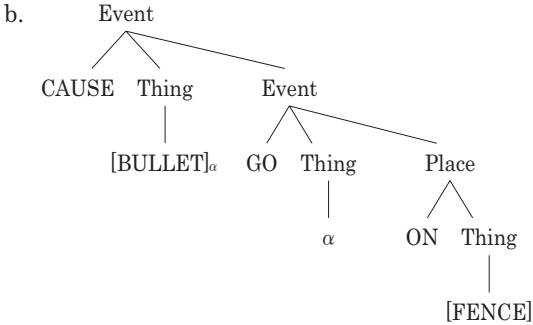 b. Event
CAUSE Thing Event
[BULLET]α GO Thing Place
α ON Thing
[FENCE]